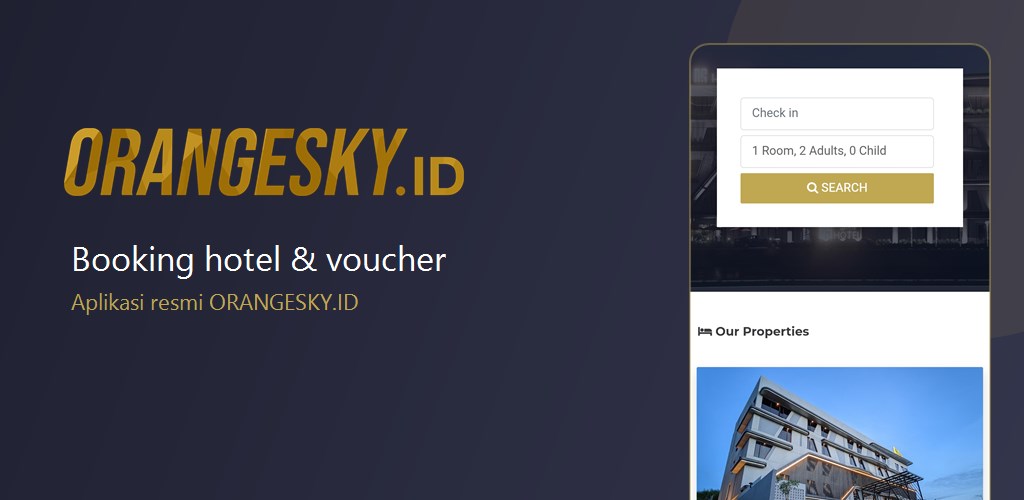 ORANGESKY.ID
Booking hotel & voucher
Aplikasi resmi ORANGESKY.ID
Check in
1 Room, 2 Adults, 0 Child
SEARCH
HOTEL
Our Properties